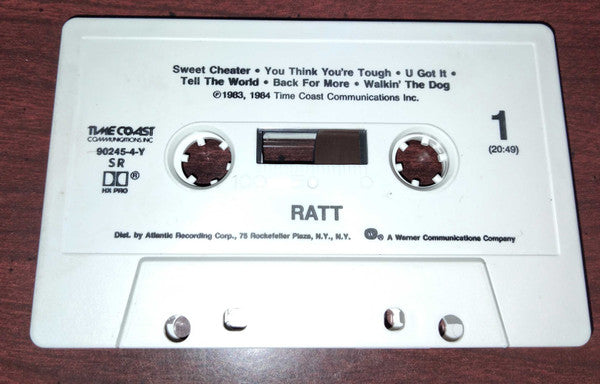 Sweet Cheater • You Think You're Tough • U Got It •
Tell The World • Back For More • Walkin' The Dog
℗1983, 1984 Time Coast Communications Inc.
TIME COAST
COMMUNICATIONS INC
90245-4-Y
SR
HX PRO
1
(20:49)
RATT
Dist. by Atlantic Recording Corp., 75 Rockefeller Plaza, N.Y., N.Y.
® A Warner Communications Company